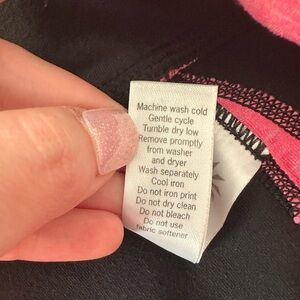 Machine wash cold
Gentle cycle
Tumble dry low
Remove promptly
from washer
and dryer
Wash separately
Cool iron
Do not iron print
Do not dry clean
Do not bleach
Do not use
fabric softener